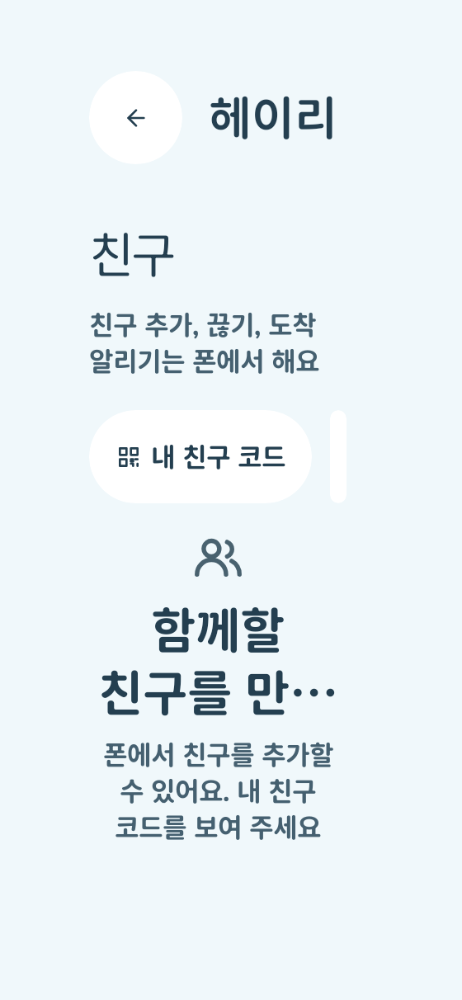 헤이리
친구
친구 추가, 끊기, 도착
알리기는 폰에서 해요
내 친구 코드
함께할
친구를 만…
폰에서 친구를 추가할
수 있어요. 내 친구
코드를 보여 주세요